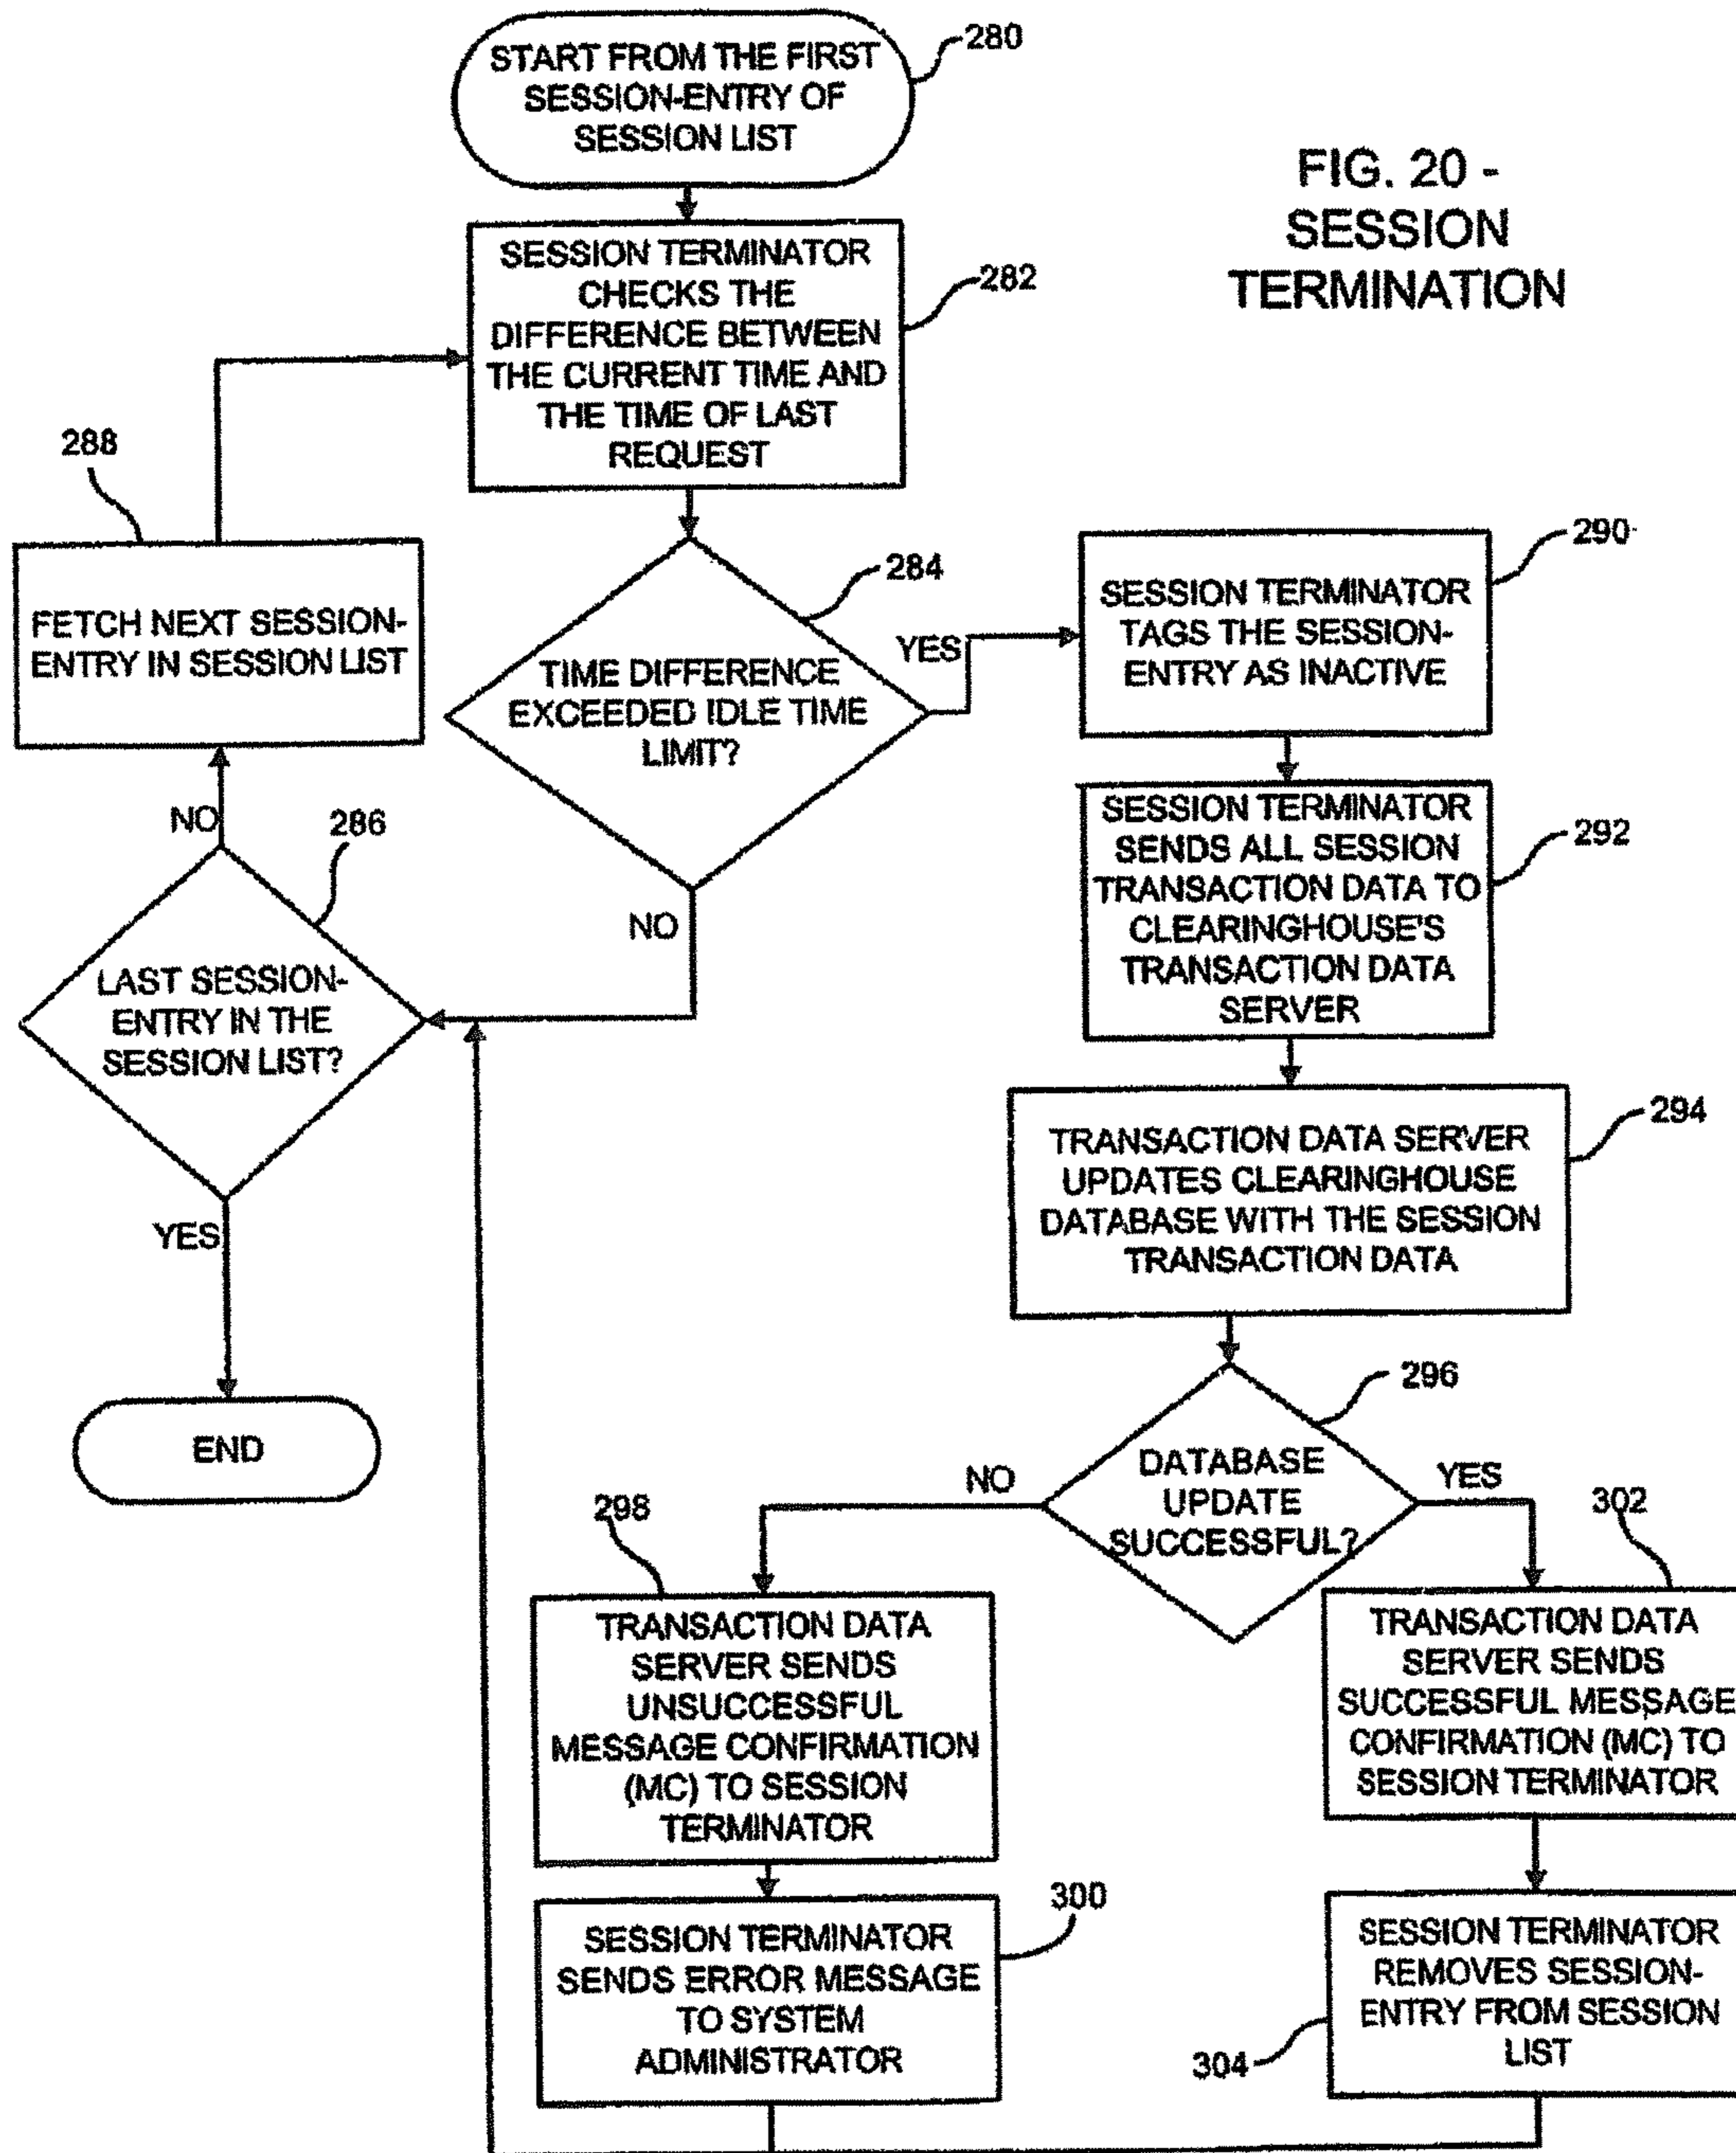 START FROM THE FIRST
SESSION-ENTRY OF
SESSION LIST
280
FIG. 20 -
SESSION
TERMINATION
SESSION TERMINATOR
CHECKS THE
DIFFERENCE BETWEEN
THE CURRENT TIME AND
THE TIME OF LAST
REQUEST
282
288
FETCH NEXT SESSION-
ENTRY IN SESSION LIST
284
TIME DIFFERENCE
EXCEEDED IDLE TIME
LIMIT?
YES
NO
290
SESSION TERMINATOR
TAGS THE SESSION-
ENTRY AS INACTIVE
NO
286
LAST SESSION-
ENTRY IN THE
SESSION LIST?
YES
END
SESSION TERMINATOR
SENDS ALL SESSION
TRANSACTION DATA TO
CLEARINGHOUSE'S
TRANSACTION DATA
SERVER
292
TRANSACTION DATA SERVER
UPDATES CLEARINGHOUSE
DATABASE WITH THE SESSION
TRANSACTION DATA
294
296
DATABASE
UPDATE
SUCCESSFUL?
NO
YES
298
TRANSACTION DATA
SERVER SENDS
UNSUCCESSFUL
MESSAGE CONFIRMATION
(MC) TO SESSION
TERMINATOR
302
TRANSACTION DATA
SERVER SENDS
SUCCESSFUL MESSAGE
CONFIRMATION (MC) TO
SESSION TERMINATOR
300
SESSION TERMINATOR
SENDS ERROR MESSAGE
TO SYSTEM
ADMINISTRATOR
SESSION TERMINATOR
REMOVES SESSION-
ENTRY FROM SESSION
LIST
304